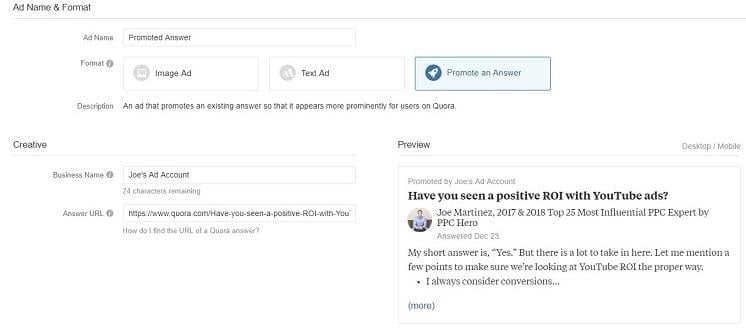 Ad Name & Format
Ad Name
Promoted Answer
Format
Image Ad
Text Ad
Promote an Answer
Description
An ad that promotes an existing answer so that it appears more prominently for users on Quora.
Creative
Business Name
Joe's Ad Account
24 characters remaining
Answer URL
https://www.quora.com/Have-you-seen-a-positive-ROI-with-You
How do I find the URL of a Quora answer?
Preview
Desktop / Mobile
Promoted by Joe's Ad Account
Have you seen a positive ROI with YouTube ads?
Joe Martinez, 2017 & 2018 Top 25 Most Influential PPC Expert by
PPC Hero
Answered Dec 23
My short answer is, “Yes.” But there is a lot to take in here. Let me mention a
few points to make sure we're looking at YouTube ROI the proper way.
• I always consider conversions...
(more)